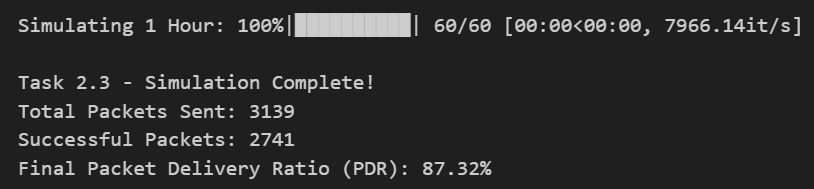 Simulating 1 Hour: 100%|██████████| 60/60 [00:00<00:00, 7966.14it/s]
Task 2.3 - Simulation Complete!
Total Packets Sent: 3139
Successful Packets: 2741
Final Packet Delivery Ratio (PDR): 87.32%